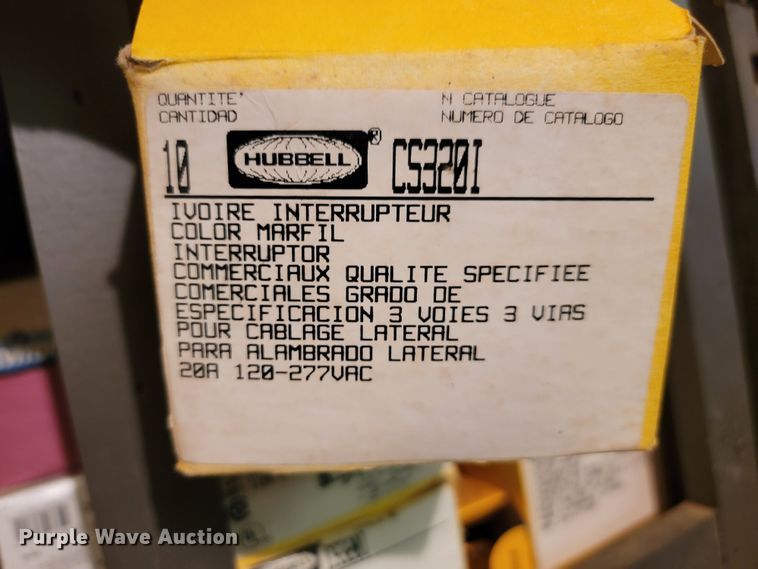 QUANTITE' N CATALOGUE
CANTIDAD NUMERO DE CATALOGO
10 HUBBELL® CS320I
IVOIRE INTERRUPTEUR
COLOR MARFIL
INTERRUPTOR
COMMERCIAUX QUALITE SPECIFIEE
COMERCIALES GRADO DE
ESPECIFICACION 3 VOIES 3 VIAS
POUR CABLAGE LATERAL
PARA ALAMBRADO LATERAL
20A 120-277VAC
HUBBELL
Purple Wave Auction